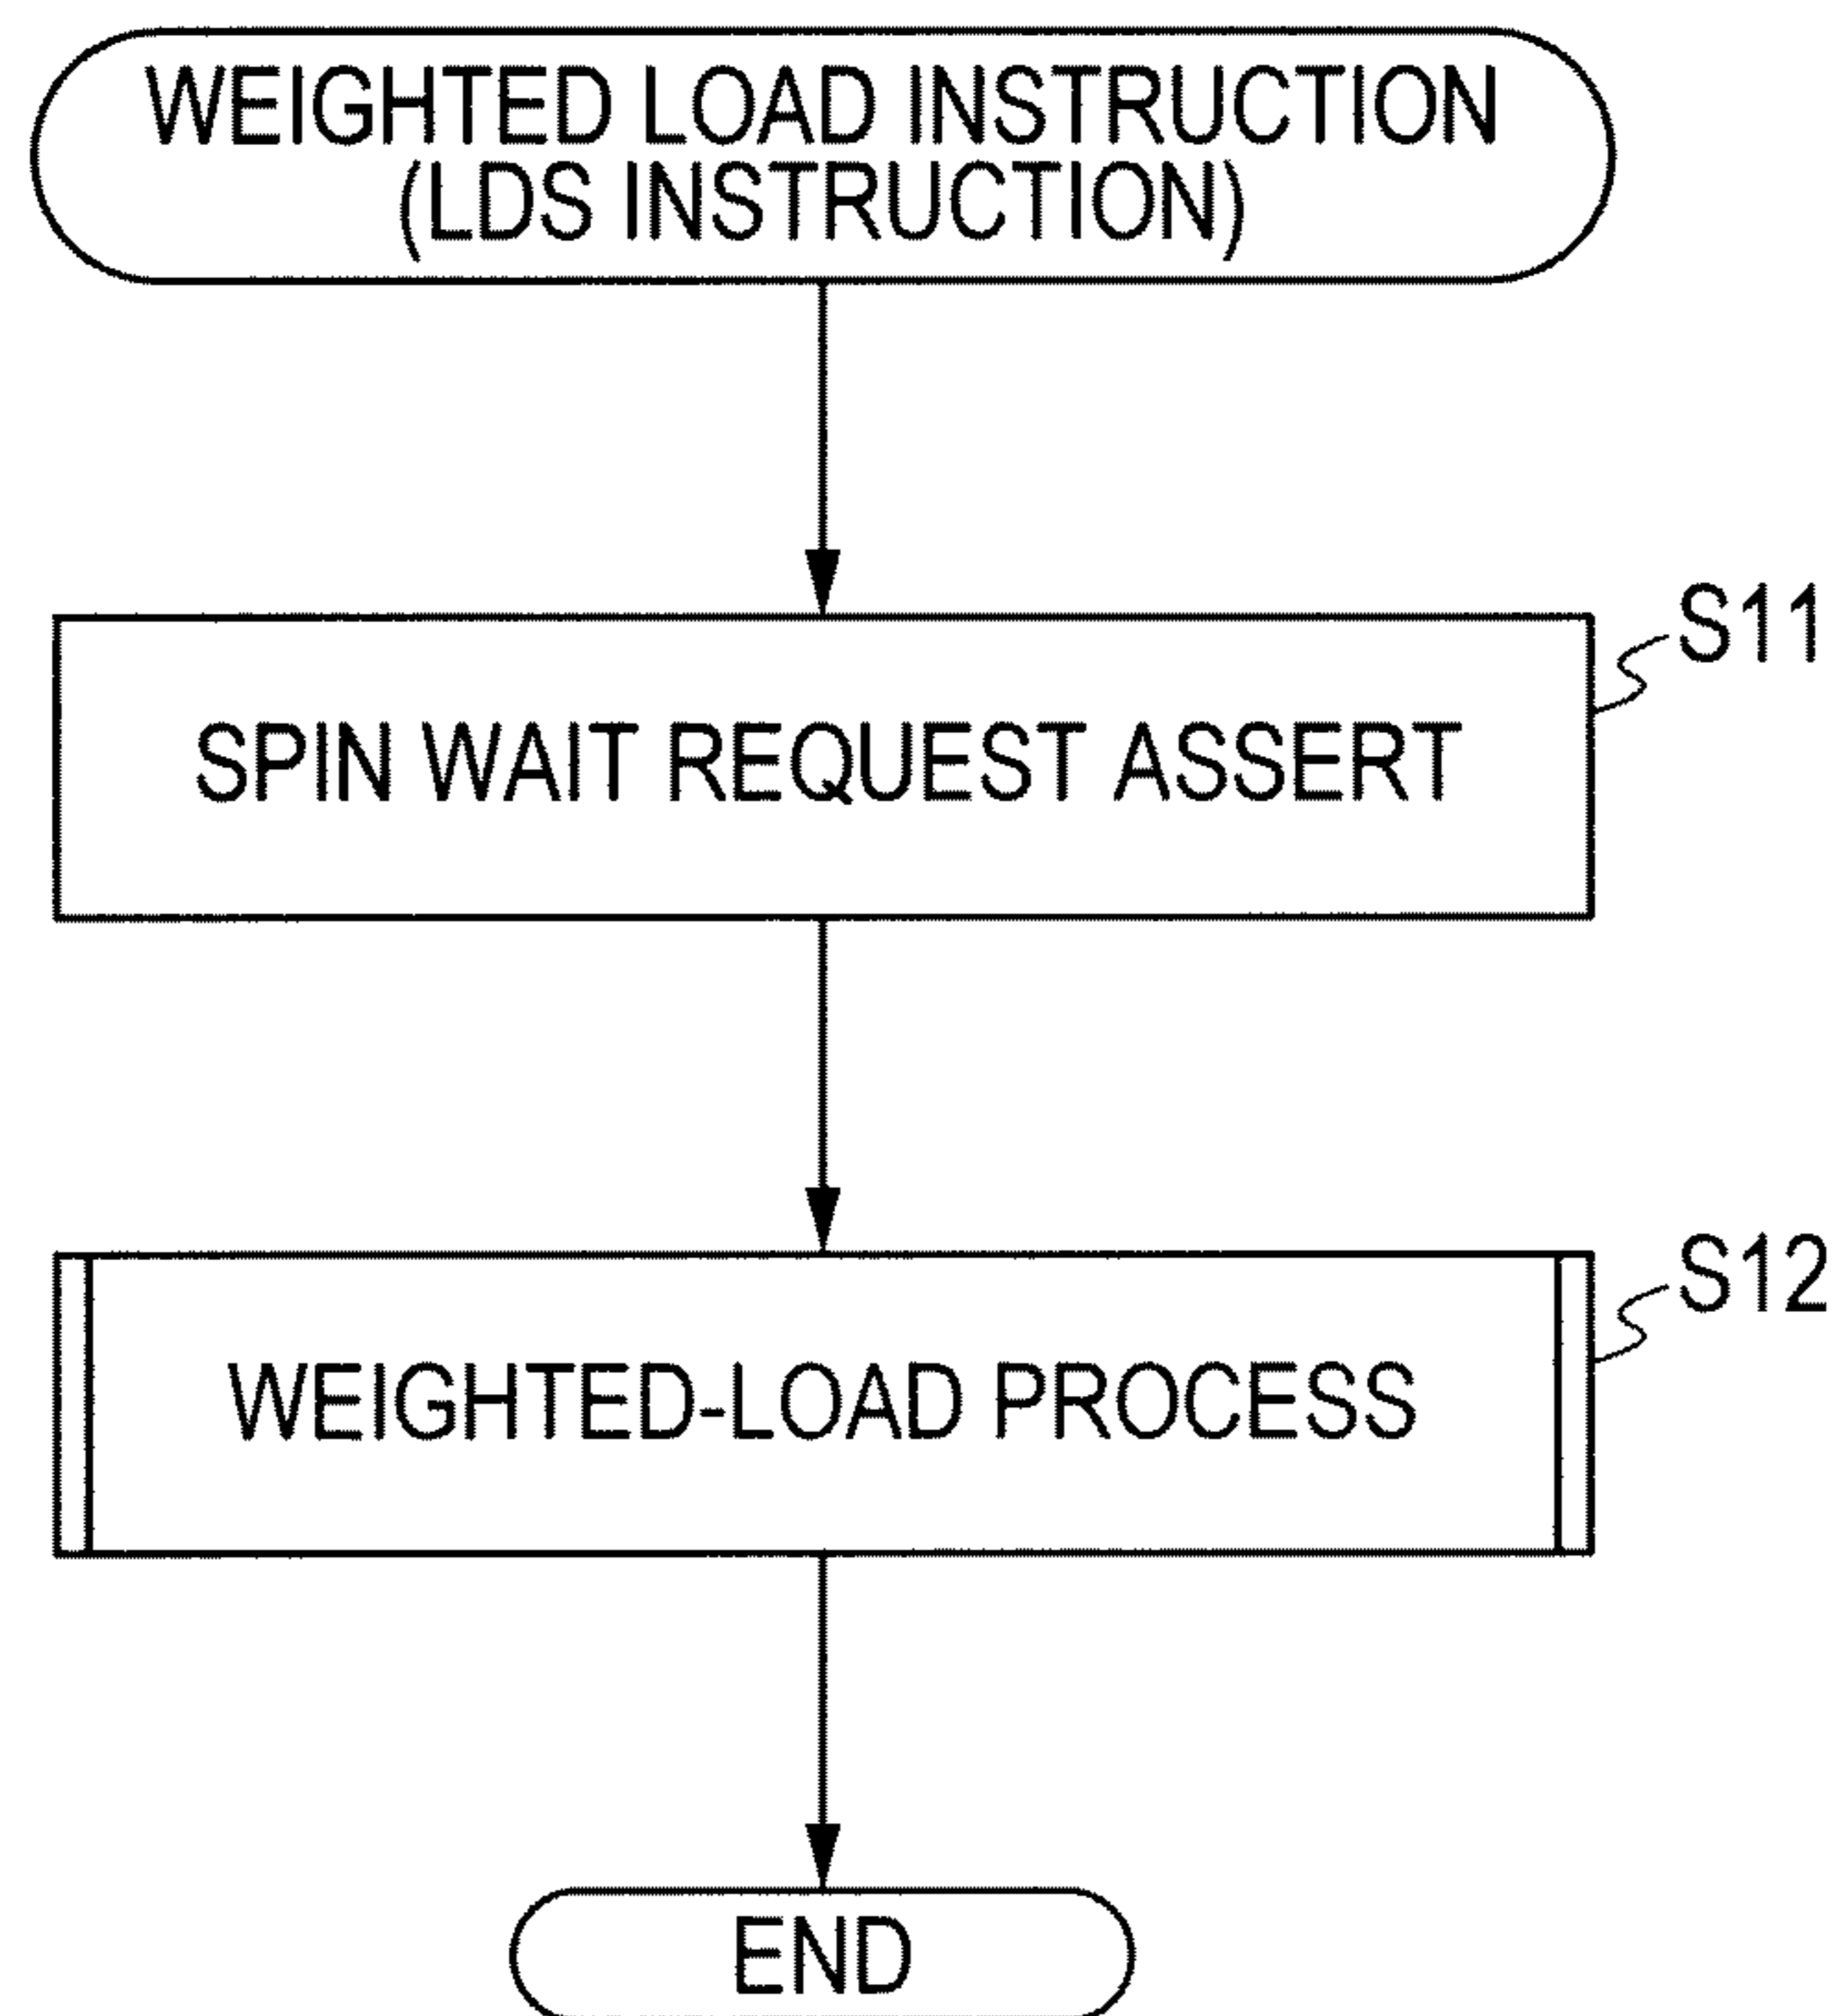 WEIGHTED LOAD INSTRUCTION
(LDS INSTRUCTION)
S11
SPIN WAIT REQUEST ASSERT
S12
WEIGHTED-LOAD PROCESS
END